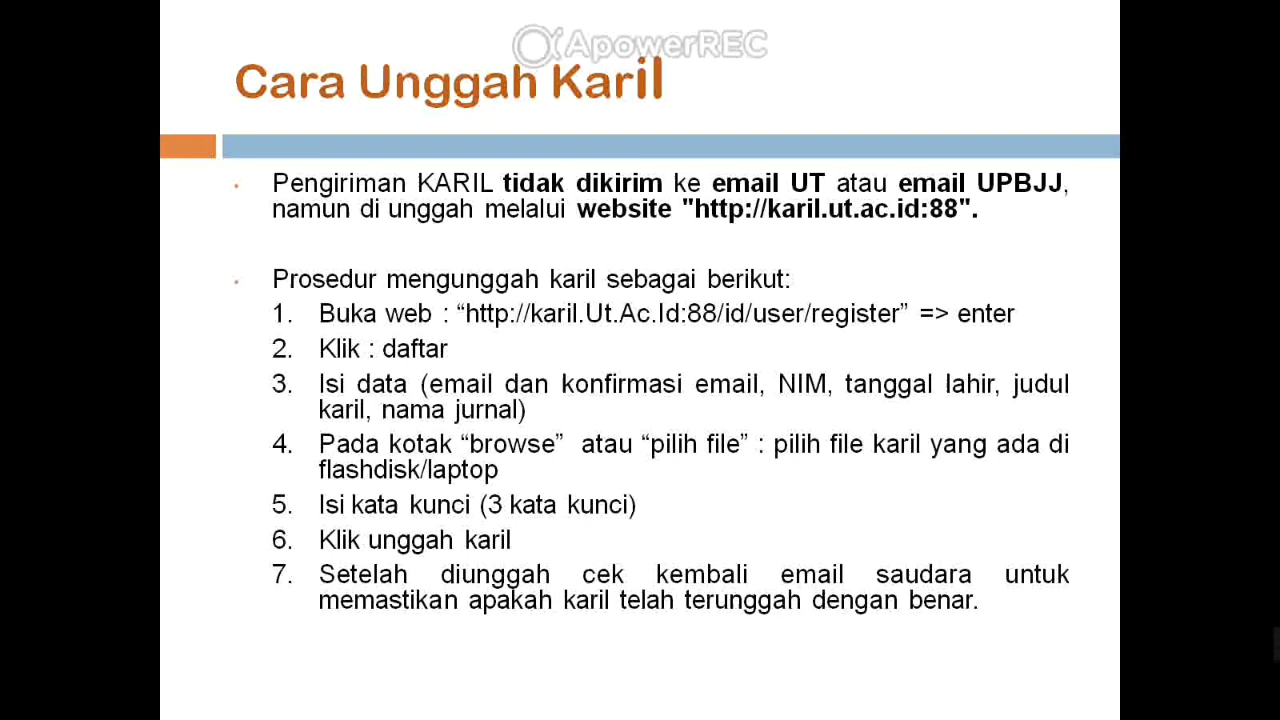 ApowerREC
Cara Unggah Karil
• Pengiriman KARIL tidak dikirim ke email UT atau email UPBJJ,
namun di unggah melalui website "http://karil.ut.ac.id:88".
• Prosedur mengunggah karil sebagai berikut:
1. Buka web : “http://karil.Ut.Ac.Id:88/id/user/register” => enter
2. Klik : daftar
3. Isi data (email dan konfirmasi email, NIM, tanggal lahir, judul
karil, nama jurnal)
4. Pada kotak “browse” atau “pilih file” : pilih file karil yang ada di
flashdisk/laptop
5. Isi kata kunci (3 kata kunci)
6. Klik unggah karil
7. Setelah diunggah cek kembali email saudara untuk
memastikan apakah karil telah terunggah dengan benar.